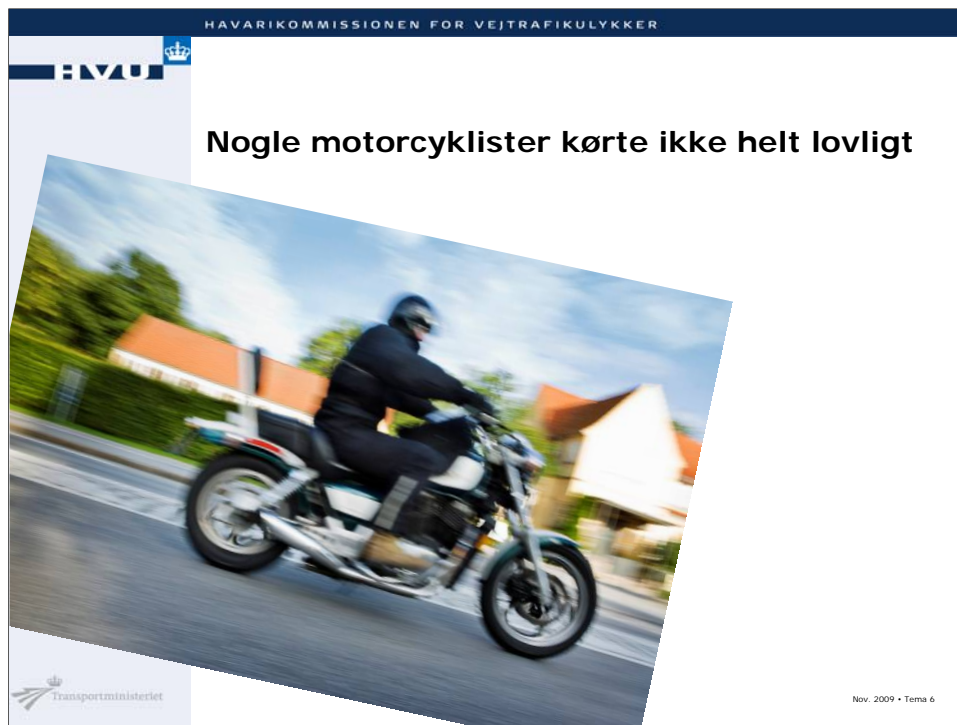 HAVARIKOMMISSIONEN FOR VEJTRAFIKULYKKER
HVU
Nogle motorcyklister kørte ikke helt lovligt
Transportministeriet
Nov. 2009 • Tema 6